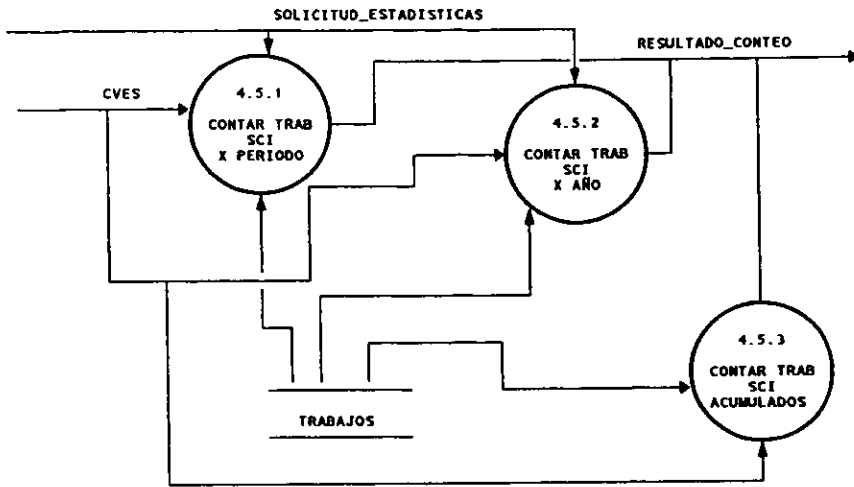 SOLICITUD_ESTADISTICAS
RESULTADO_CONTEO
CVES
4.5.1
CONTAR TRAB
SCI
X PERIODO
4.5.2
CONTAR TRAB
SCI
X AÑO
4.5.3
CONTAR TRAB
SCI
ACUMULADOS
TRABAJOS